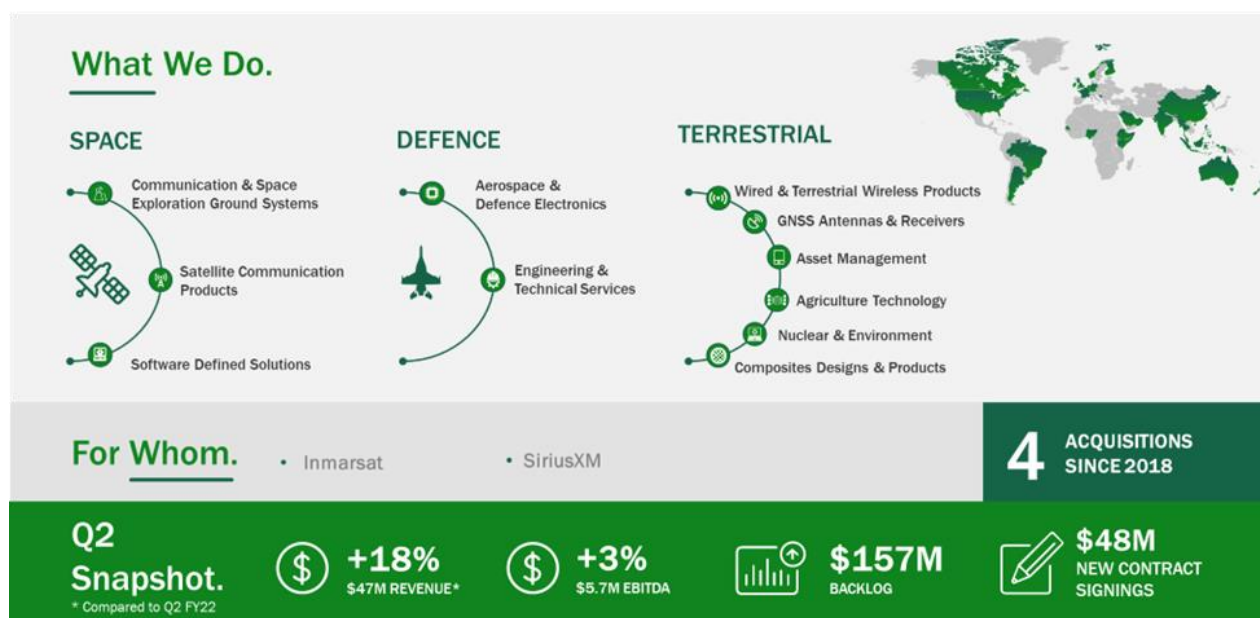 What We Do.
SPACE
Communication & Space
Exploration Ground Systems
Satellite Communication
Products
Software Defined Solutions
DEFENCE
Aerospace &
Defence Electronics
Engineering &
Technical Services
TERRESTRIAL
Wired & Terrestrial Wireless Products
GNSS Antennas & Receivers
Asset Management
Agriculture Technology
Nuclear & Environment
Composites Designs & Products
For Whom.
• Inmarsat
• SiriusXM
4
ACQUISITIONS
SINCE 2018
Q2
Snapshot.
* Compared to Q2 FY22
$
+18%
$47M REVENUE*
$
+3%
$5.7M EBITDA
$157M
BACKLOG
$48M
NEW CONTRACT
SIGNINGS